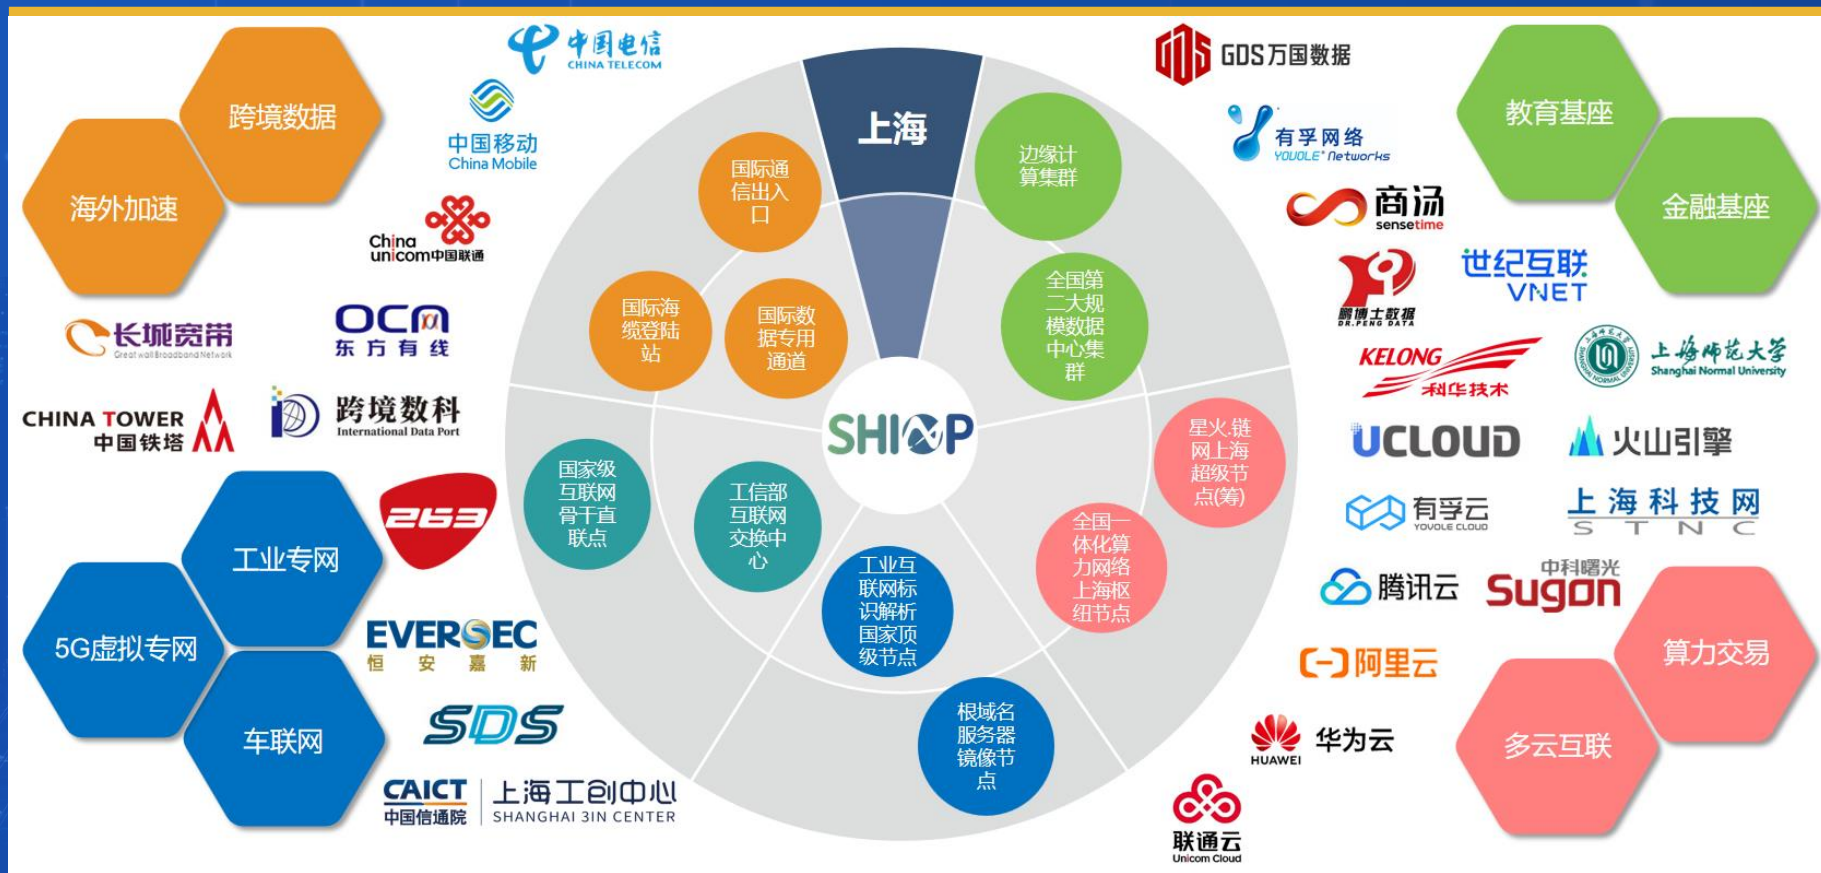 跨境数据
海外加速
中国电信
CHINA TELECOM
中国移动
China Mobile
China
unicom中国联通
长城宽带
Great wall Broadband Network
OCN
东方有线
CHINA TOWER
中国铁塔
跨境数科
International Data Port
263
工业专网
5G虚拟专网
车联网
EVERSEC
恒安嘉新
SDS
CAICT
中国信通院
上海工创中心
SHANGHAI 3IN CENTER
上海
国际通
信出入
口
国际海
缆登陆
站
国际数
据专用
通道
边缘计
算集群
全国第
二大规
模数据
中心集
群
SHIXP
国家级
互联网
骨干直
联点
工信部
互联网
交换中
心
工业互
联网标
识解析
国家顶
级节点
根域名
服务器
镜像节
点
星火.链
网上海
超级节
点(筹)
全国一
体化算
力网络
上海枢
纽节点
GDS万国数据
有孚网络
YOVOLE Networks
商汤
sensetime
鹏博士数据
DR.PENG DATA
世纪互联
VNET
KELONG
科华技术
上海师范大学
Shanghai Normal University
SHANGHAI NORMAL UNIVERSITY
UCLOUD
火山引擎
有孚云
YOVOLE CLOUD
上海科技网
STNC
腾讯云
中科曙光
Sugon
阿里云
HUAWEI
华为云
联通云
Unicom Cloud
教育基座
金融基座
算力交易
多云互联